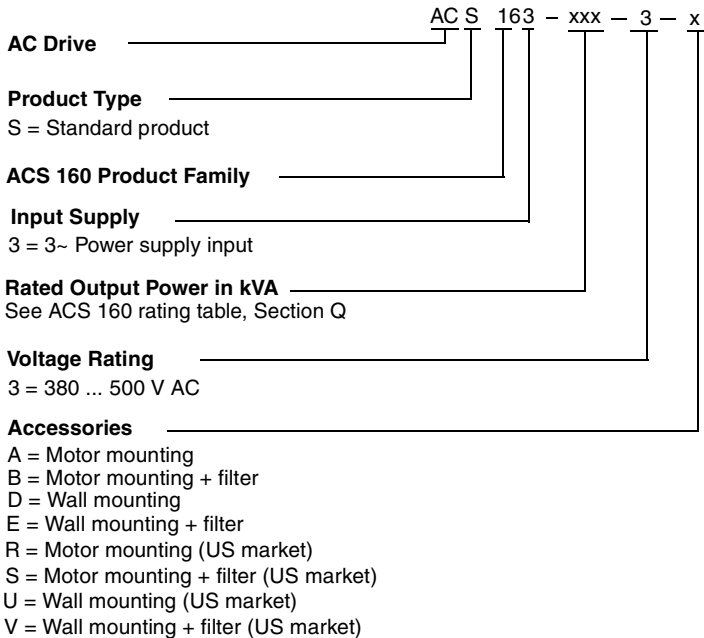 AC S 163 – xxx – 3 – x
AC Drive
Product Type
S = Standard product
ACS 160 Product Family
Input Supply
3 = 3~ Power supply input
Rated Output Power in kVA
See ACS 160 rating table, Section Q
Voltage Rating
3 = 380 ... 500 V AC
Accessories
A = Motor mounting
B = Motor mounting + filter
D = Wall mounting
E = Wall mounting + filter
R = Motor mounting (US market)
S = Motor mounting + filter (US market)
U = Wall mounting (US market)
V = Wall mounting + filter (US market)